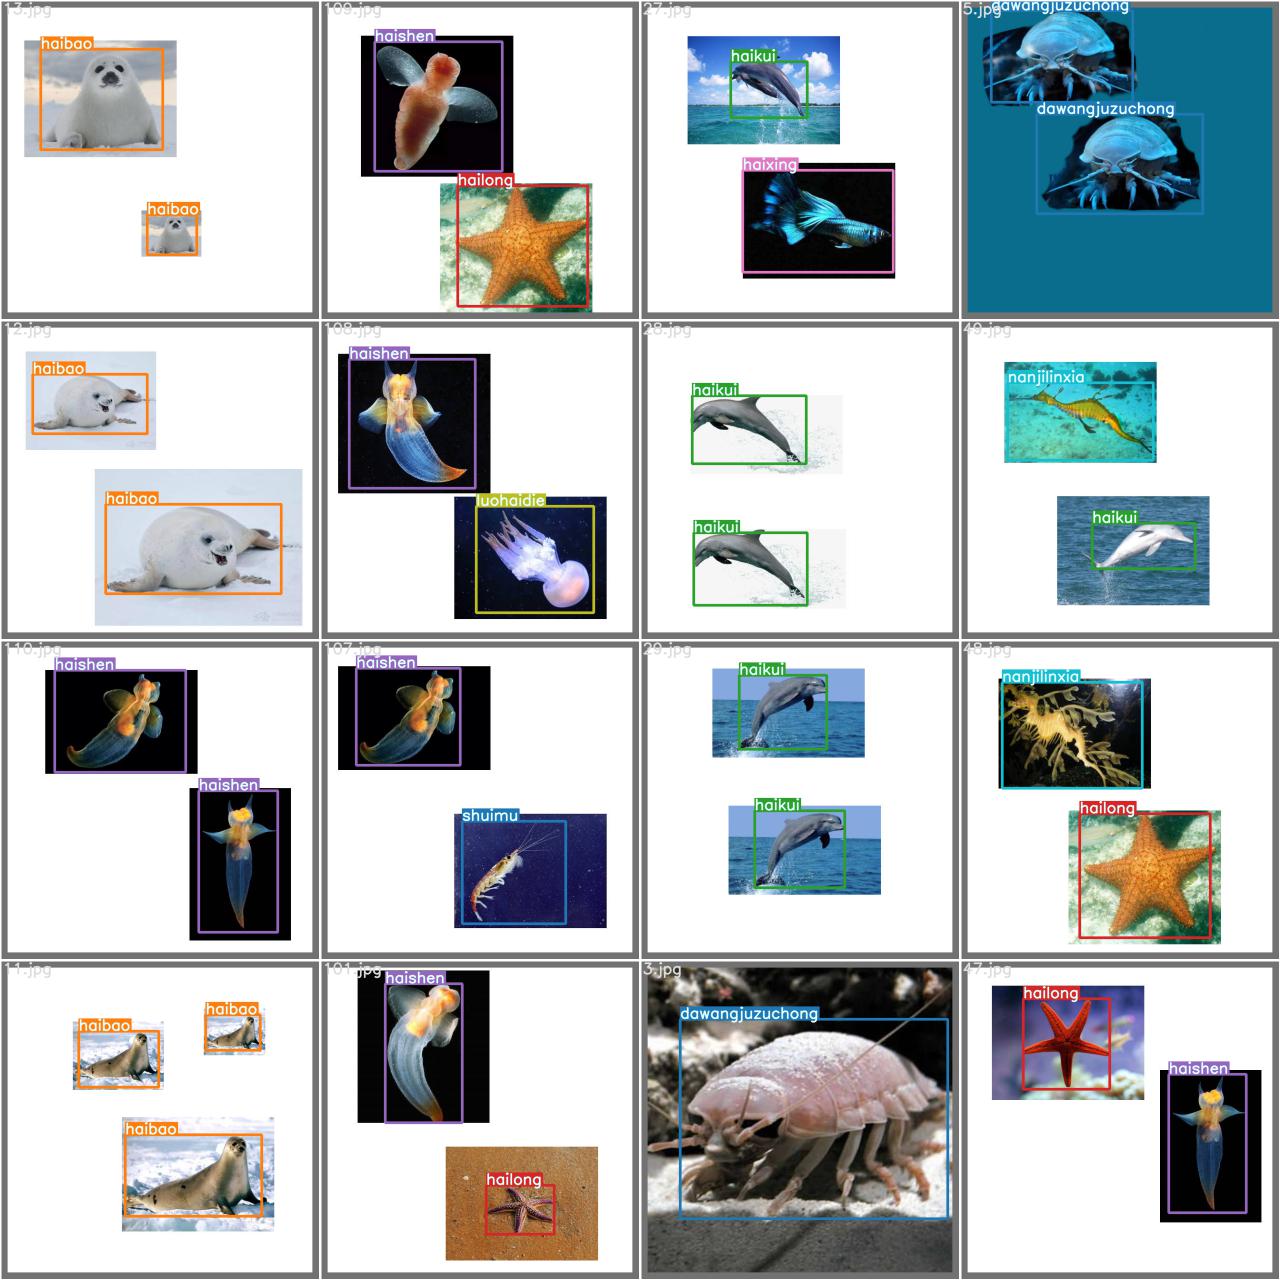 13.jpg
haibao
haibao
109.jpg
haishen
hailong
27.jpg
haikui
haixing
5.jpg
dawangjuzuchong
dawangjuzuchong
12.jpg
haibao
haibao
108.jpg
haishen
luohaidie
28.jpg
haikui
haikui
49.jpg
nanjilinxia
haikui
110.jpg
haishen
haishen
107.jpg
haishen
shuimu
29.jpg
haikui
haikui
48.jpg
nanjilinxia
hailong
11.jpg
haibao
haibao
haibao
101.jpg
haishen
hailong
3.jpg
dawangjuzuchong
47.jpg
hailong
haishen